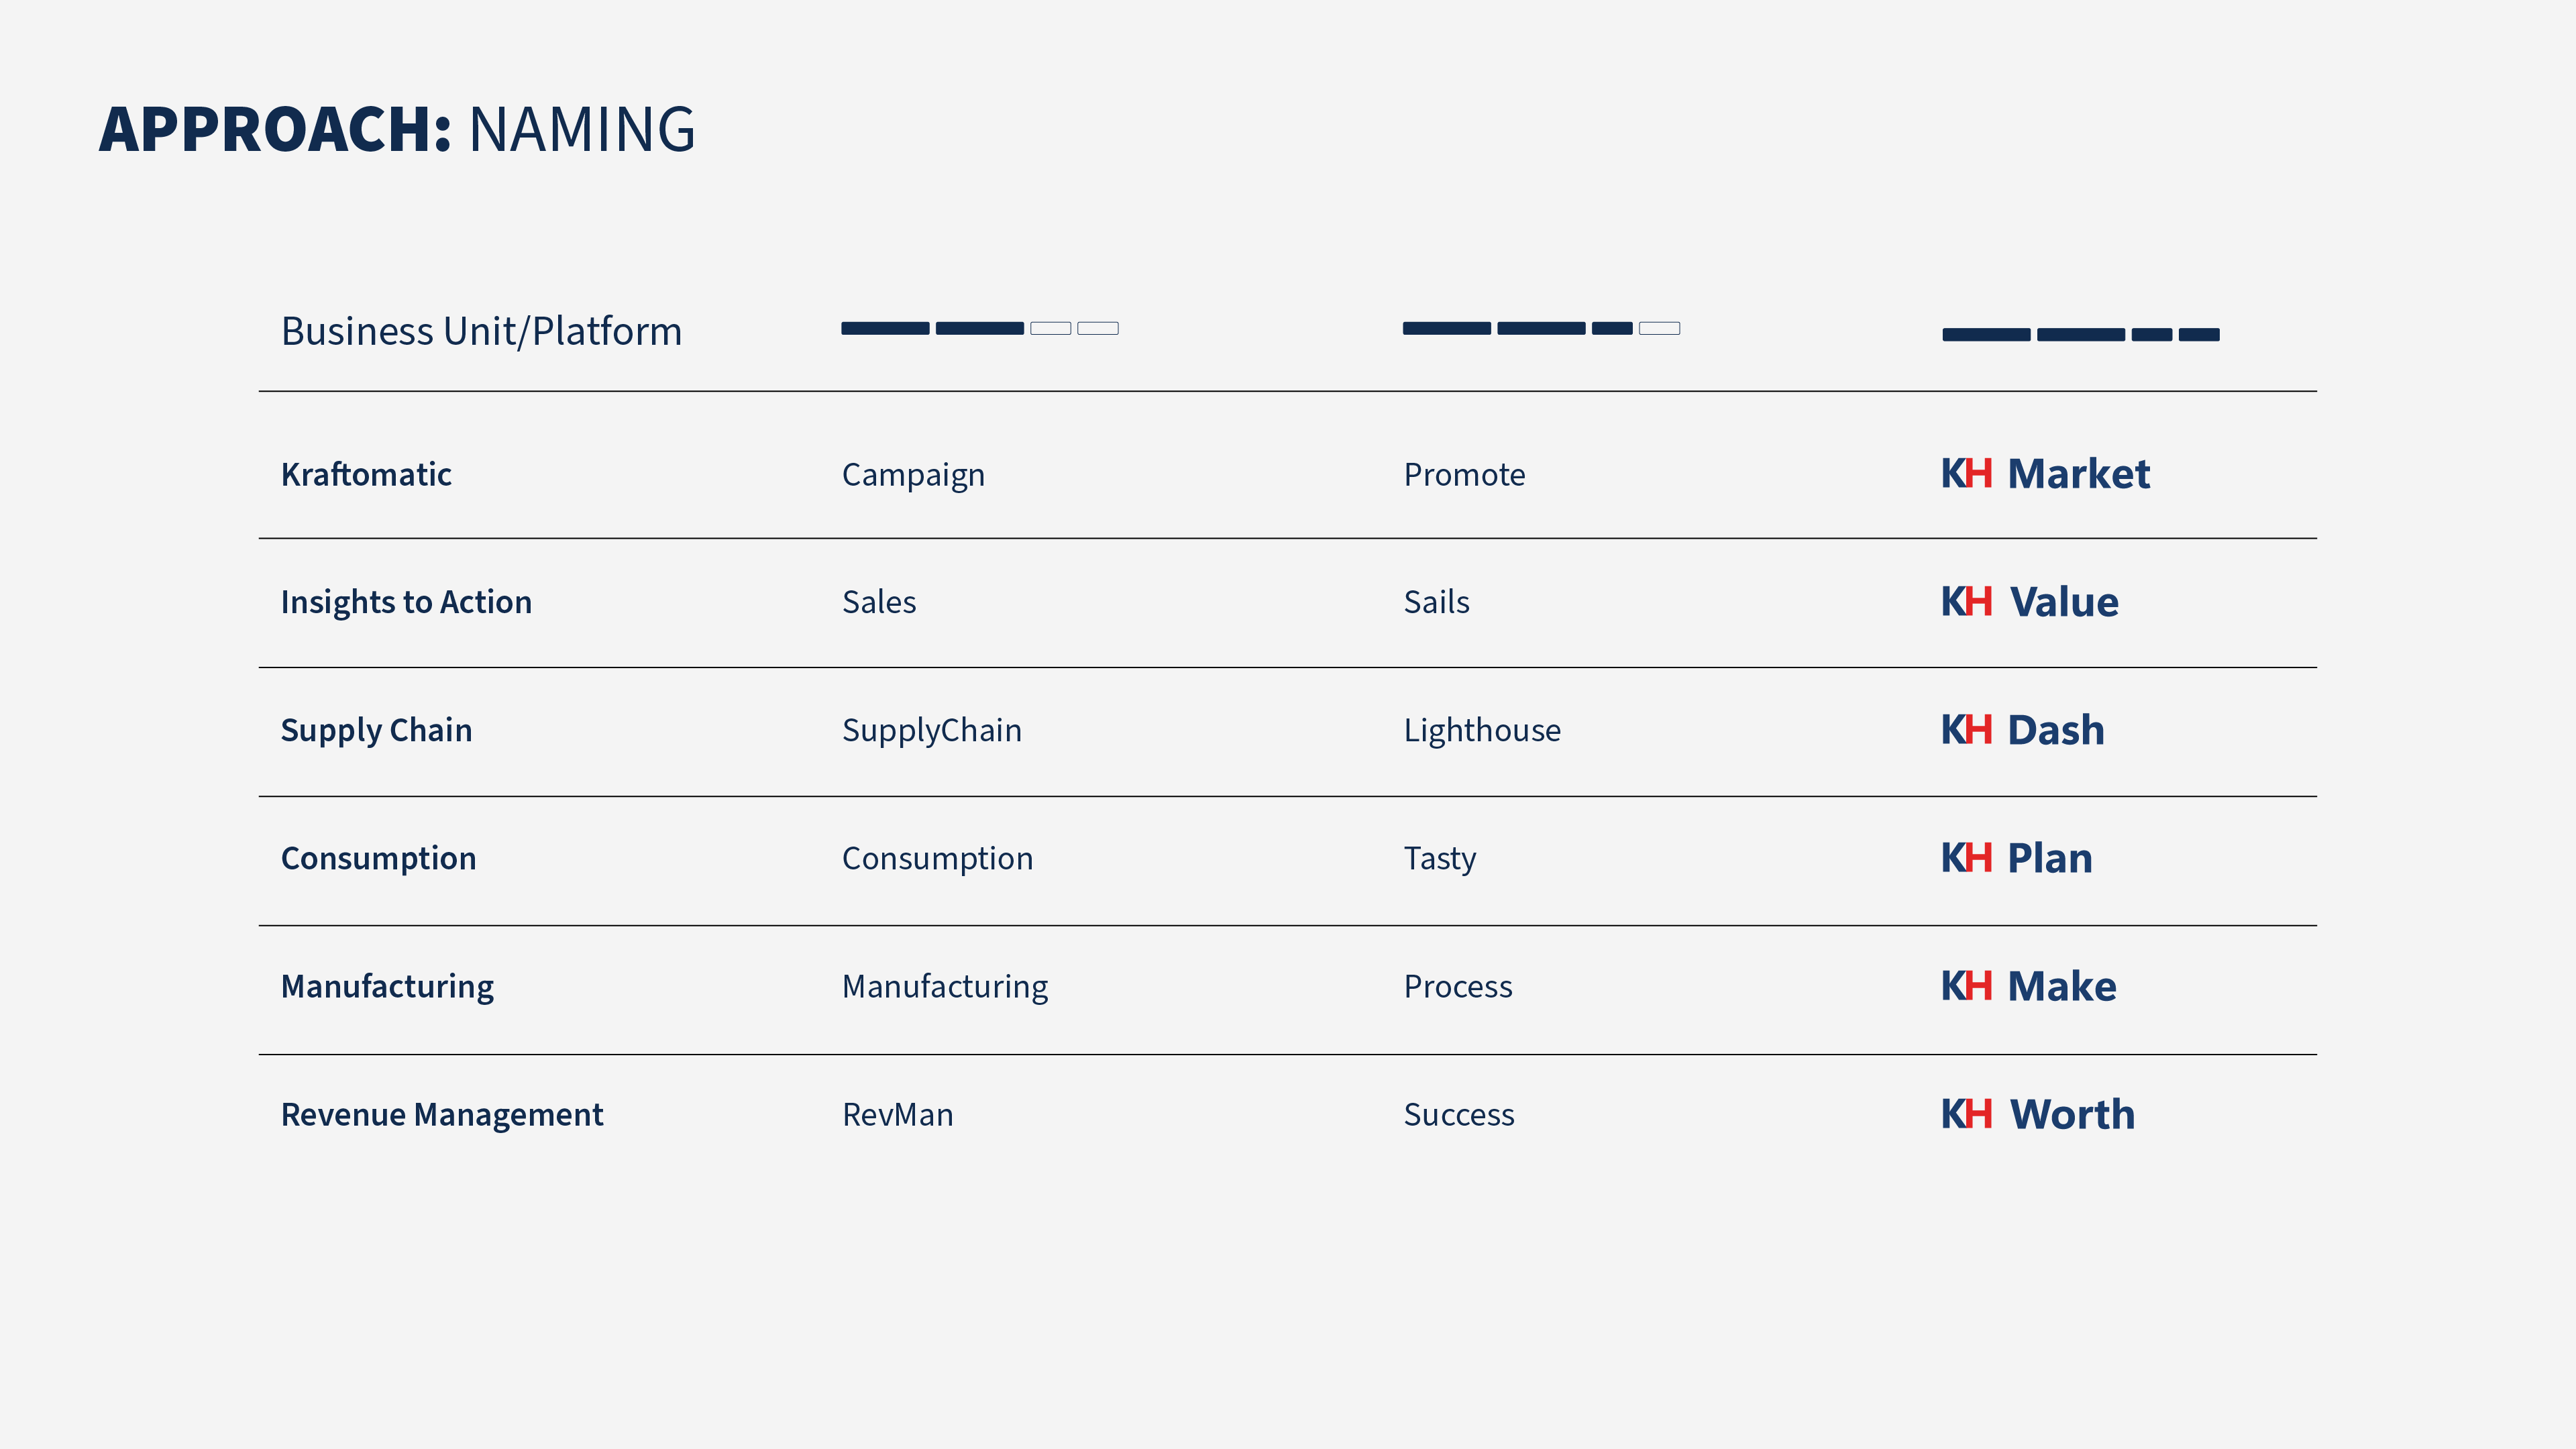 APPROACH: NAMING
Business Unit/Platform
Kraftomatic Campaign Promote KH Market
Insights to Action Sales Sails KH Value
Supply Chain SupplyChain Lighthouse KH Dash
Consumption Consumption Tasty KH Plan
Manufacturing Manufacturing Process KH Make
Revenue Management RevMan Success KH Worth